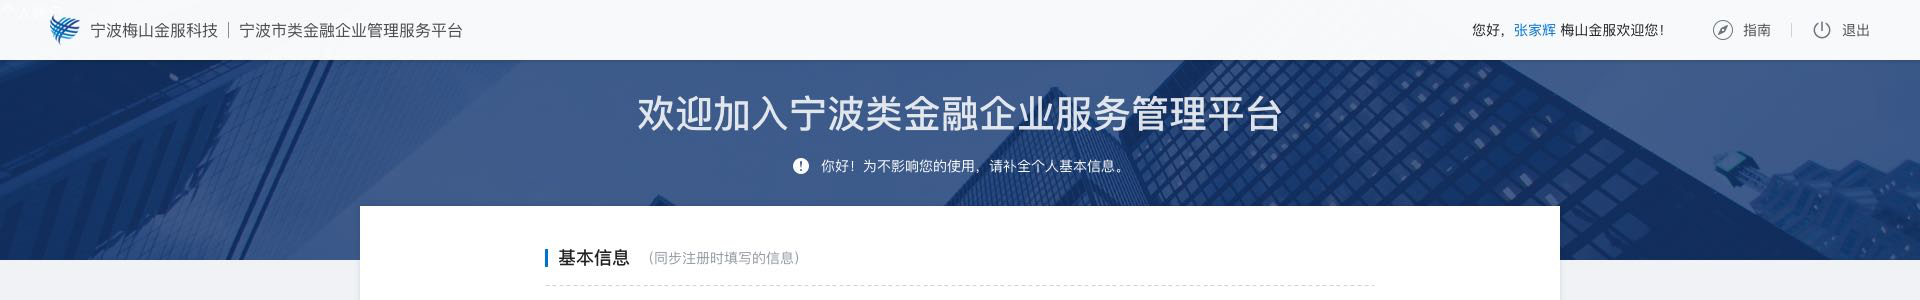 宁波梅山金服科技 宁波市类金融企业管理服务平台
您好，张家辉 梅山金服欢迎您！ 指南 退出
欢迎加入宁波类金融企业服务管理平台
你好！为不影响您的使用，请补全个人基本信息。
基本信息 （同步注册时填写的信息）